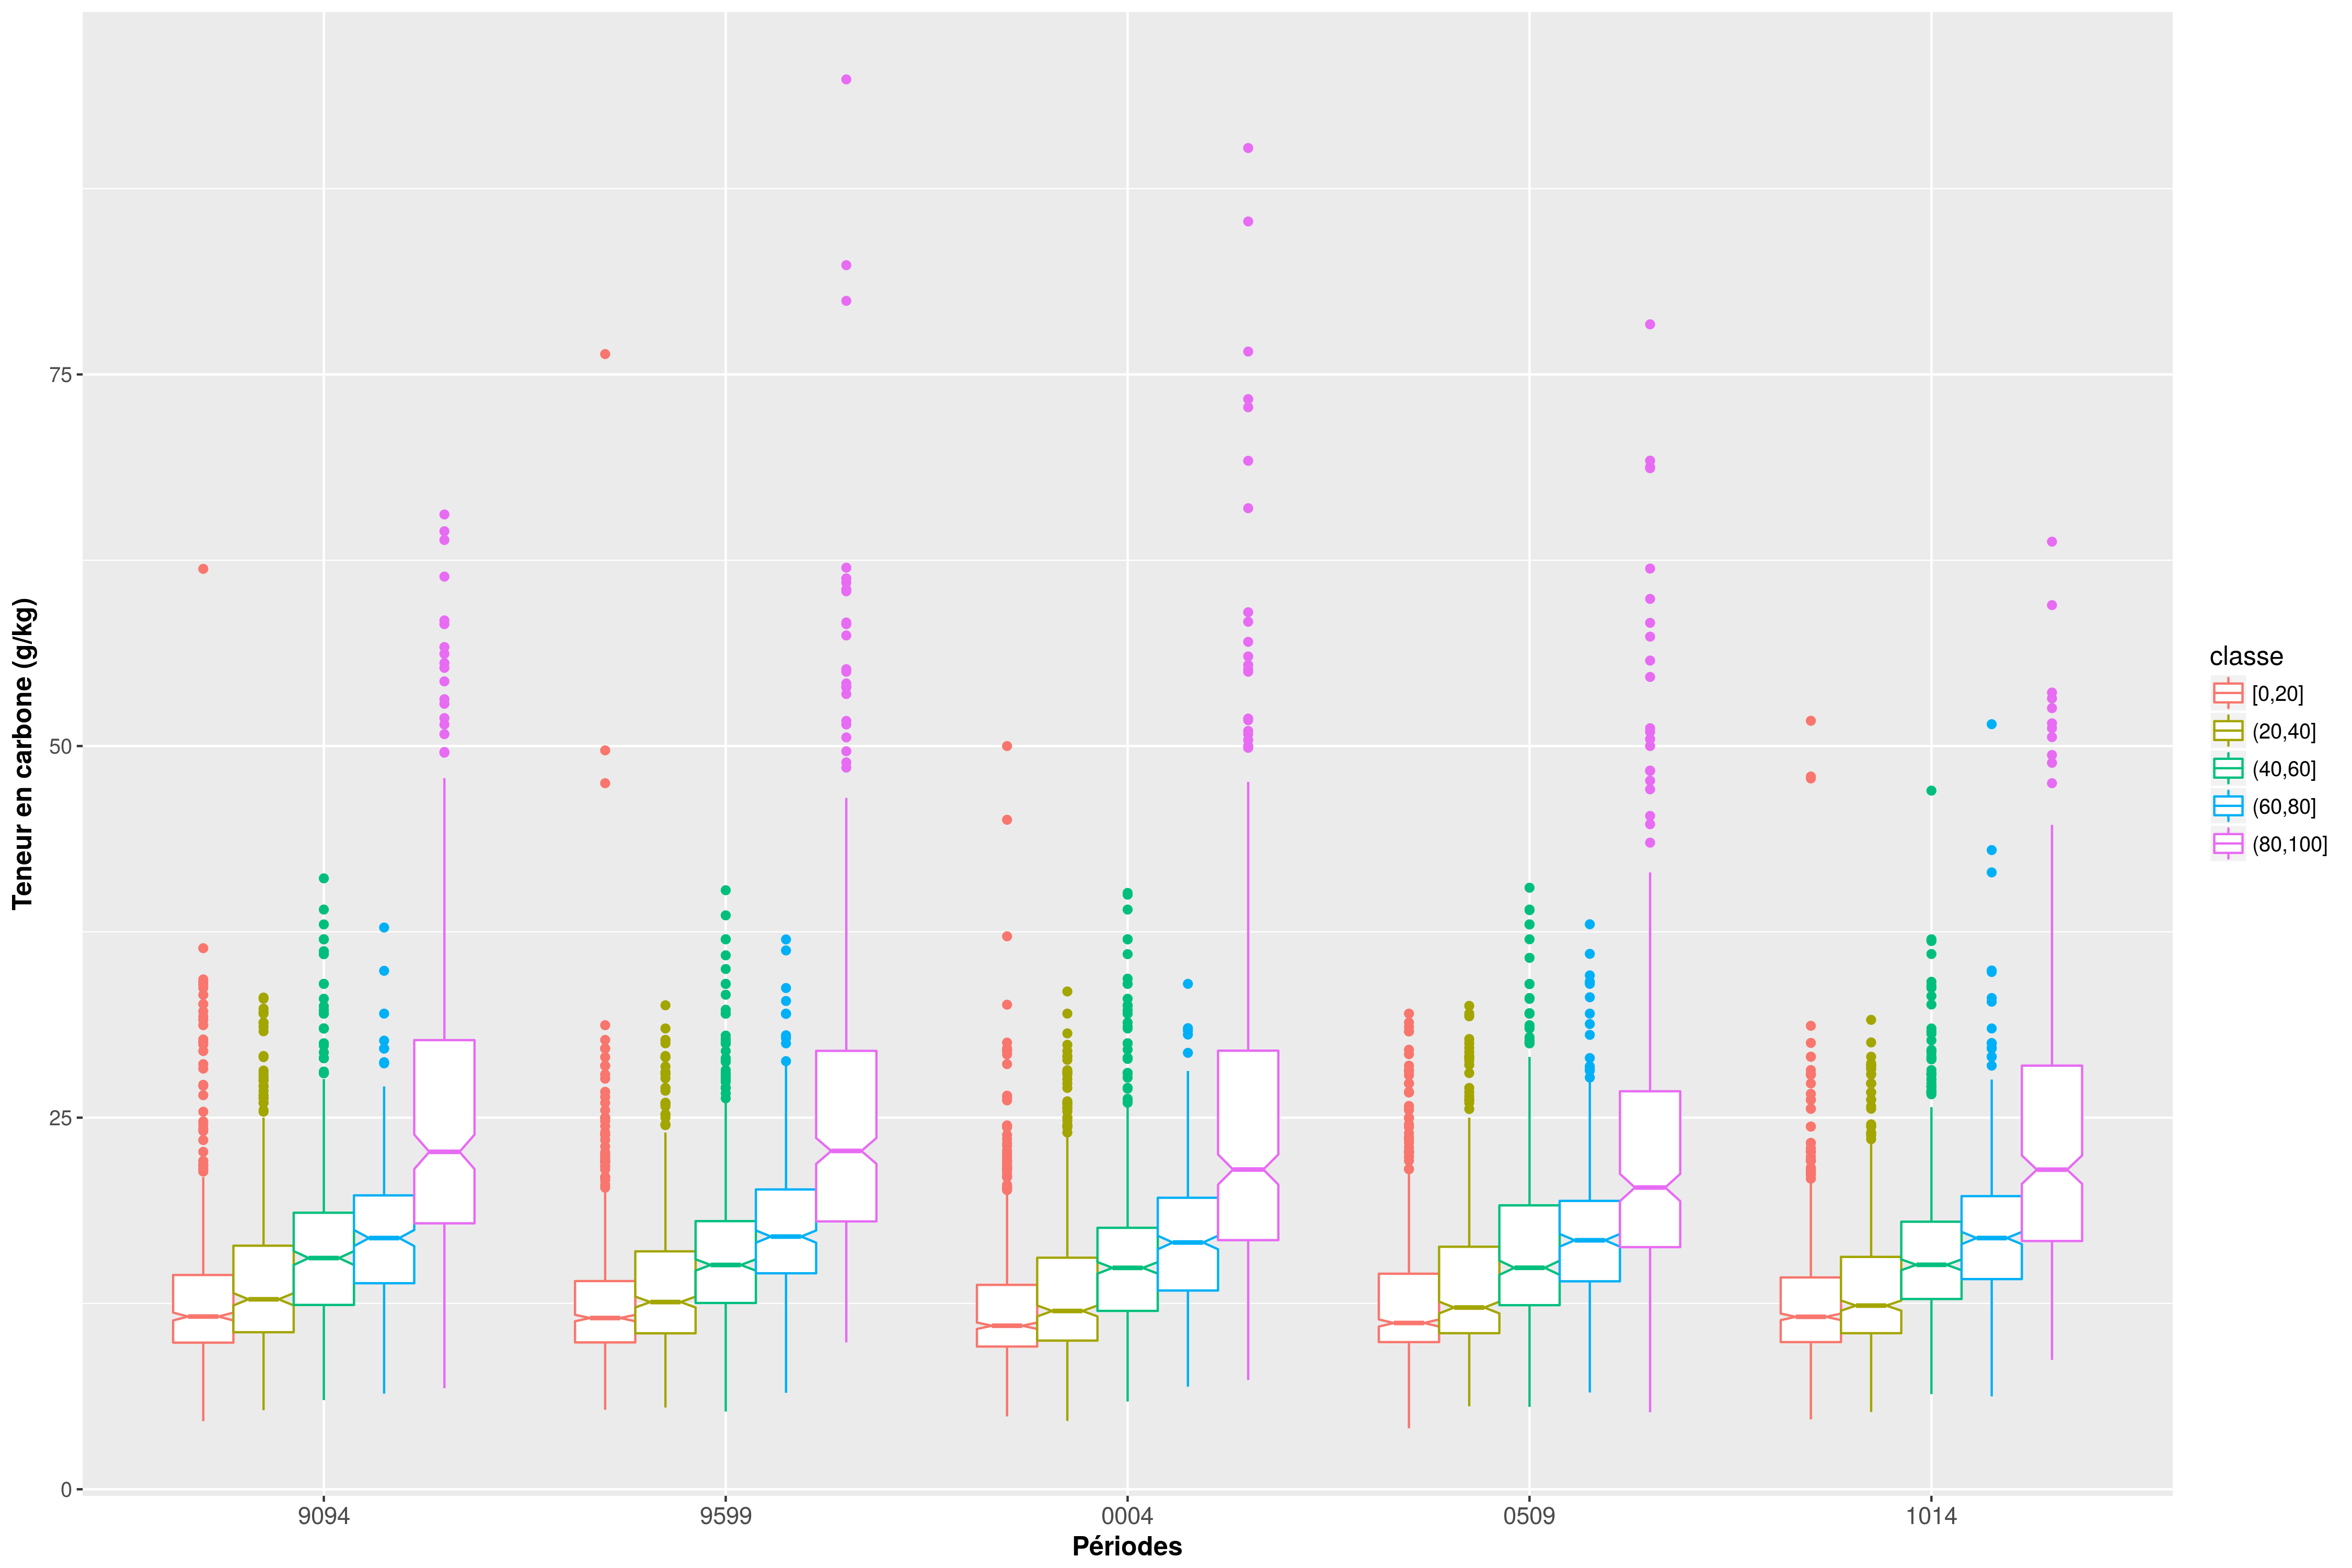 Teneur en carbone (g/kg)
75
50
25
0
9094 9599 0004 0509 1014
Périodes
classe
[0,20]
(20,40]
(40,60]
(60,80]
(80,100]